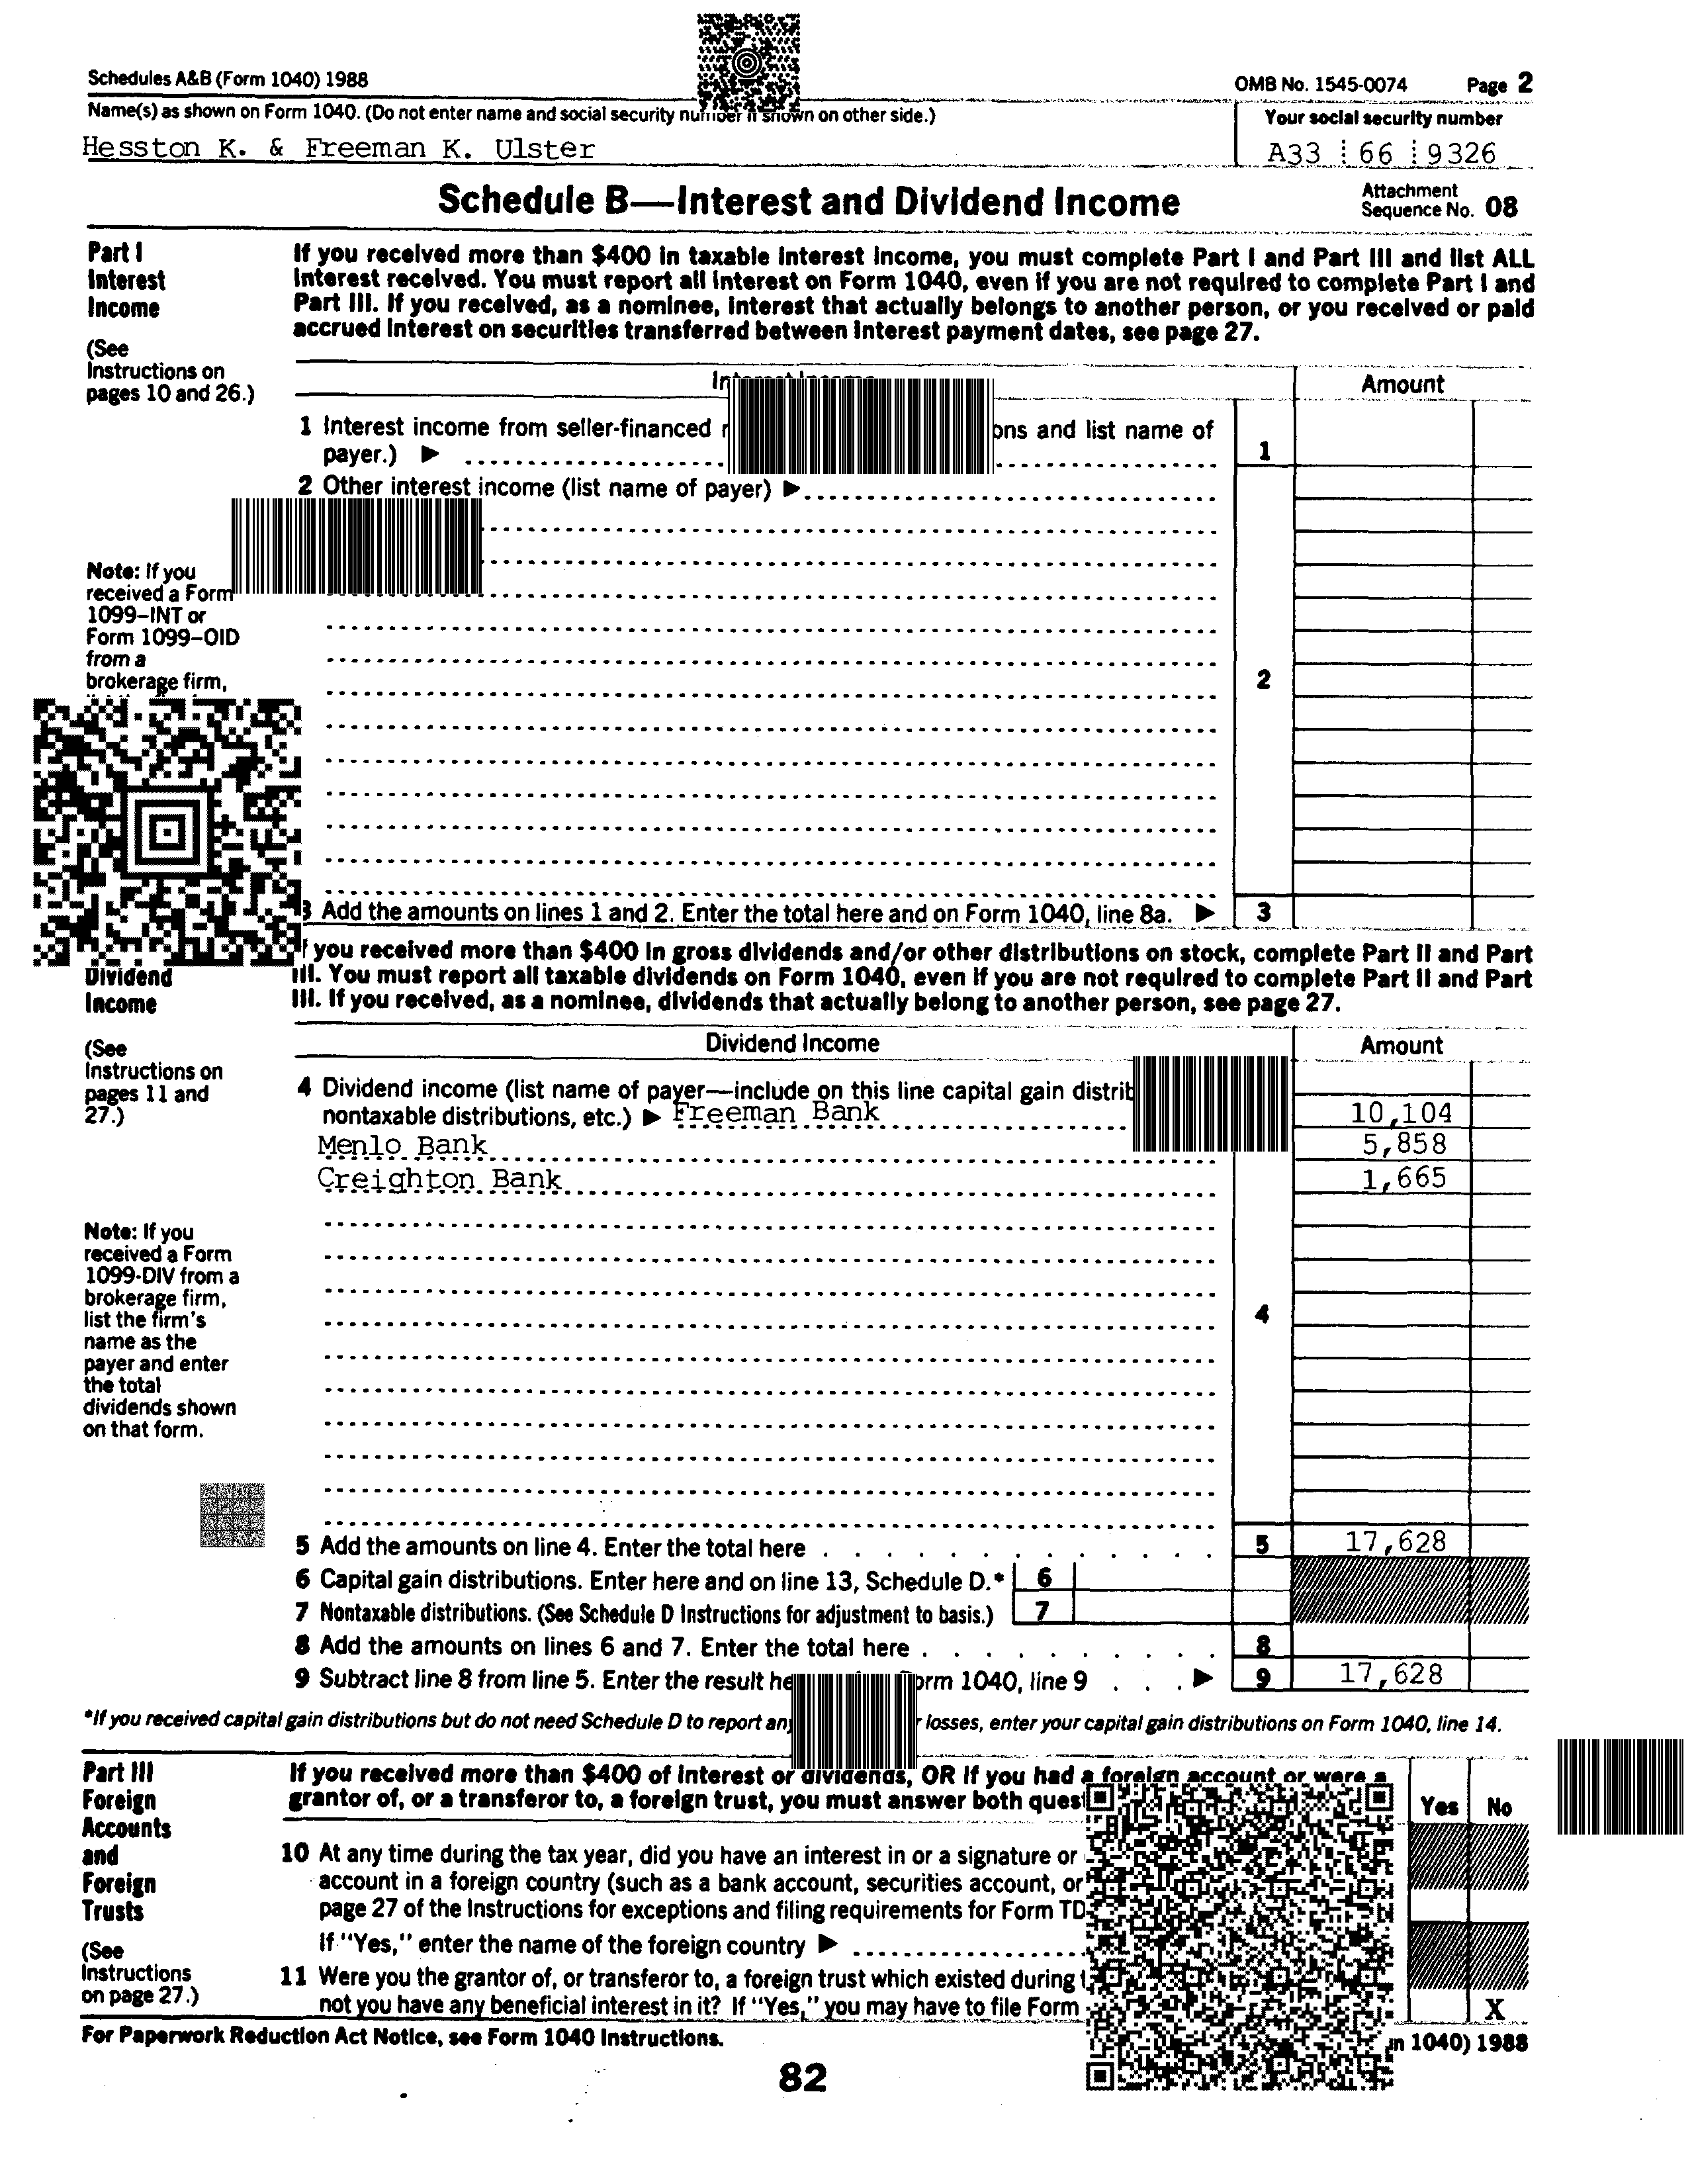 Schedules A&B (Form 1040) 1988
OMB No. 1545-0074 Page 2
Name(s) as shown on Form 1040. (Do not enter name and social security number if shown on other side.)
Your social security number
Hesston K. & Freeman K. Ulster
A33 66 9326
Schedule B—Interest and Dividend Income
Attachment
Sequence No. 08
Part I
Interest
Income
(See
Instructions on
pages 10 and 26.)
If you received more than $400 in taxable interest income, you must complete Part I and Part III and list ALL
interest received. You must report all interest on Form 1040, even if you are not required to complete Part I and
Part III. If you received, as a nominee, interest that actually belongs to another person, or you received or paid
accrued interest on securities transferred between interest payment dates, see page 27.
Interest Income
Amount
1 Interest income from seller-financed
ons and list name of
payer.) ▶
1
2 Other interest income (list name of payer) ▶
Note: If you
received a Form
1099–INT or
Form 1099–OID
from a
brokerage firm,
2
3 Add the amounts on lines 1 and 2. Enter the total here and on Form 1040, line 8a. ▶ 3
Dividend
Income
(See
Instructions on
pages 11 and
27.)
If you received more than $400 in gross dividends and/or other distributions on stock, complete Part II and Part
III. You must report all taxable dividends on Form 1040, even if you are not required to complete Part II and Part
III. If you received, as a nominee, dividends that actually belong to another person, see page 27.
Dividend Income
Amount
4 Dividend income (list name of payer—include on this line capital gain distrib
nontaxable distributions, etc.) ▶ Freeman Bank 10,104
Menlo Bank 5,858
Creighton Bank 1,665
Note: If you
received a Form
1099-DIV from a
brokerage firm,
list the firm's
name as the
payer and enter
the total
dividends shown
on that form.
4
5 Add the amounts on line 4. Enter the total here 5 17,628
6 Capital gain distributions. Enter here and on line 13, Schedule D.* 6
7 Nontaxable distributions. (See Schedule D Instructions for adjustment to basis.) 7
8 Add the amounts on lines 6 and 7. Enter the total here 8
9 Subtract line 8 from line 5. Enter the result he
orm 1040, line 9 ▶ 9 17,628
*If you received capital gain distributions but do not need Schedule D to report any
losses, enter your capital gain distributions on Form 1040, line 14.
Part III
Foreign
Accounts
and
Foreign
Trusts
(See
Instructions
on page 27.)
If you received more than $400 of interest or dividends, OR if you had a foreign account or were a
grantor of, or a transferor to, a foreign trust, you must answer both ques
Yes No
10 At any time during the tax year, did you have an interest in or a signature or
account in a foreign country (such as a bank account, securities account, or
page 27 of the Instructions for exceptions and filing requirements for Form TD
If "Yes," enter the name of the foreign country ▶
11 Were you the grantor of, or transferor to, a foreign trust which existed during
not you have any beneficial interest in it? If "Yes," you may have to file Form
X
For Paperwork Reduction Act Notice, see Form 1040 Instructions.
1040) 1988
82